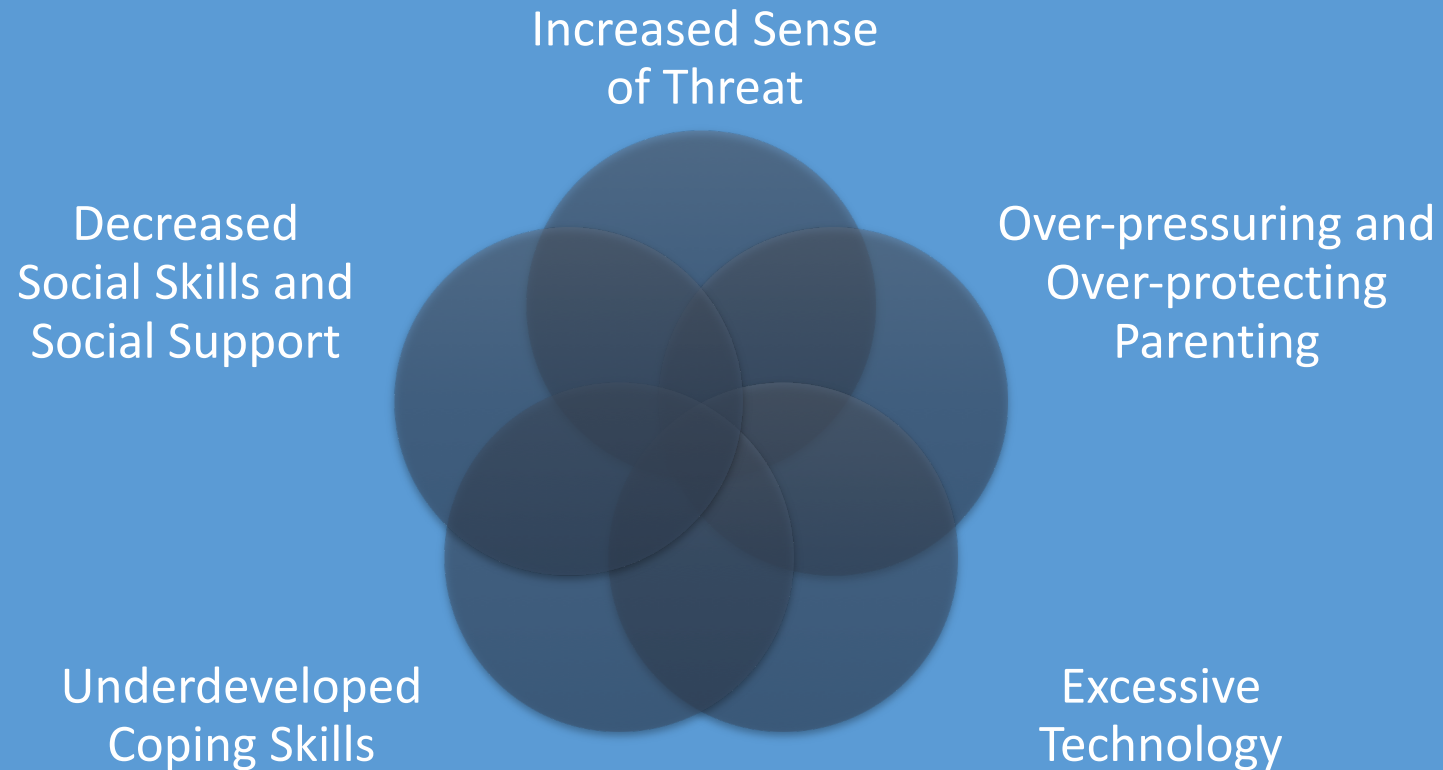 Increased Sense
of Threat
Over-pressuring and
Over-protecting
Parenting
Excessive
Technology
Underdeveloped
Coping Skills
Decreased
Social Skills and
Social Support